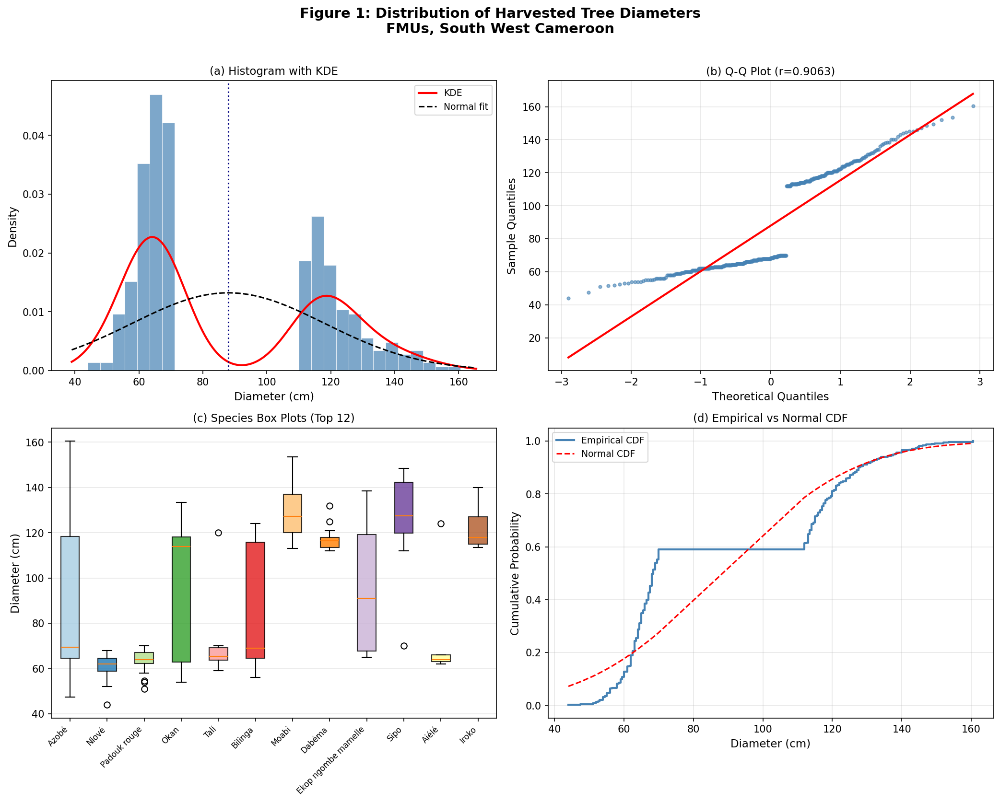 Figure 1: Distribution of Harvested Tree Diameters
FMUs, South West Cameroon
(a) Histogram with KDE
KDE
Normal fit
Density
0.04
0.03
0.02
0.01
0.00
40 60 80 100 120 140 160
Diameter (cm)
(b) Q-Q Plot (r=0.9063)
Sample Quantiles
160
140
120
100
80
60
40
20
−3 −2 −1 0 1 2 3
Theoretical Quantiles
(c) Species Box Plots (Top 12)
Diameter (cm)
160
140
120
100
80
60
40
Azobé
Niové
Padouk rouge
Okan
Tali
Bilinga
Moabi
Dabéma
Ekop ngombe mamelle
Sipo
Aiélé
Iroko
(d) Empirical vs Normal CDF
Empirical CDF
Normal CDF
Cumulative Probability
1.0
0.8
0.6
0.4
0.2
0.0
40 60 80 100 120 140 160
Diameter (cm)